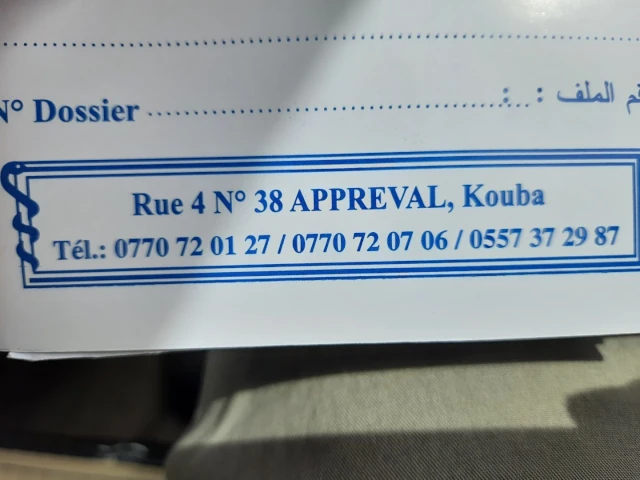 N° Dossier : رقم الملف
Rue 4 N° 38 APPREVAL, Kouba
Tél.: 0770 72 01 27 / 0770 72 07 06 / 0557 37 29 87